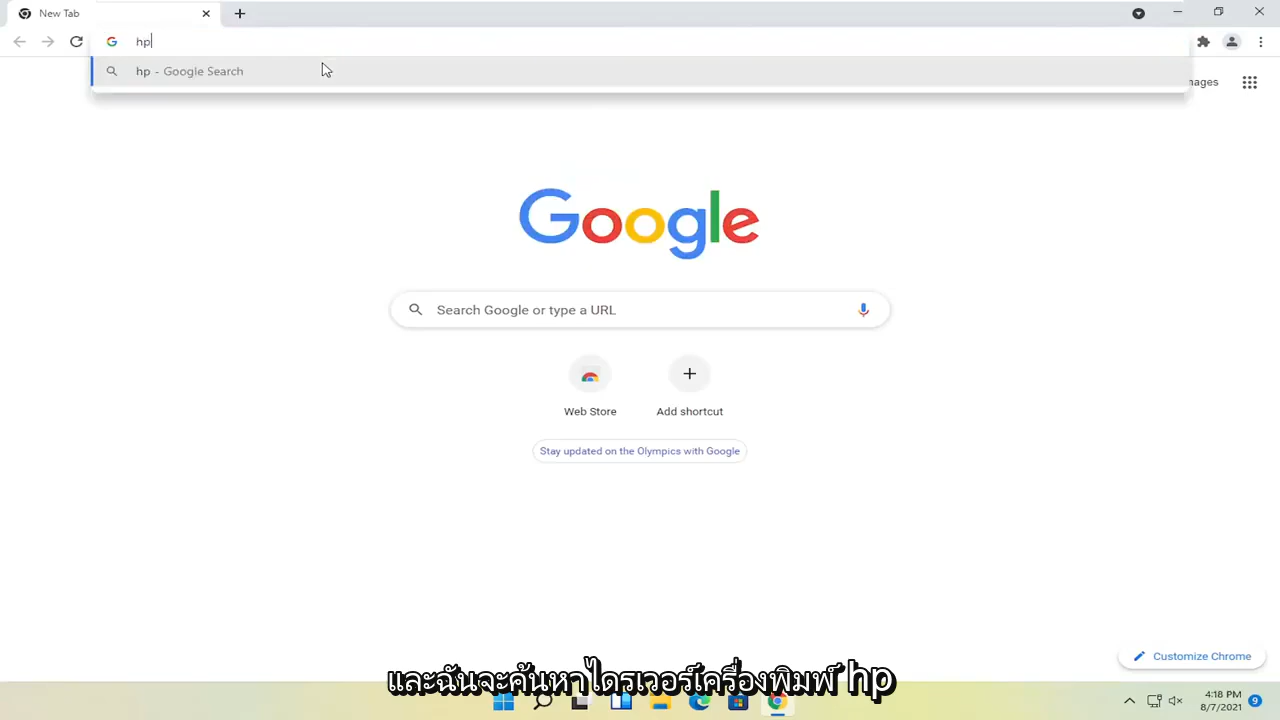 New Tab
hp
hp - Google Search
Google
Search Google or type a URL
Web Store
Add shortcut
Stay updated on the Olympics with Google
Customize Chrome
และฉันจะค้นหาไดรเวอร์เครื่องพิมพ์ hp
4:18 PM
8/7/2021
9